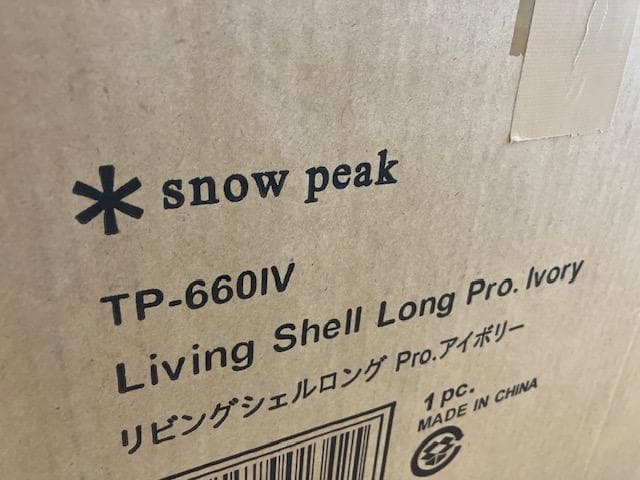 snow peak
TP-660IV
Living Shell Long Pro. Ivory
リビングシェルロング Pro.アイボリー
1 pc.
MADE IN CHINA